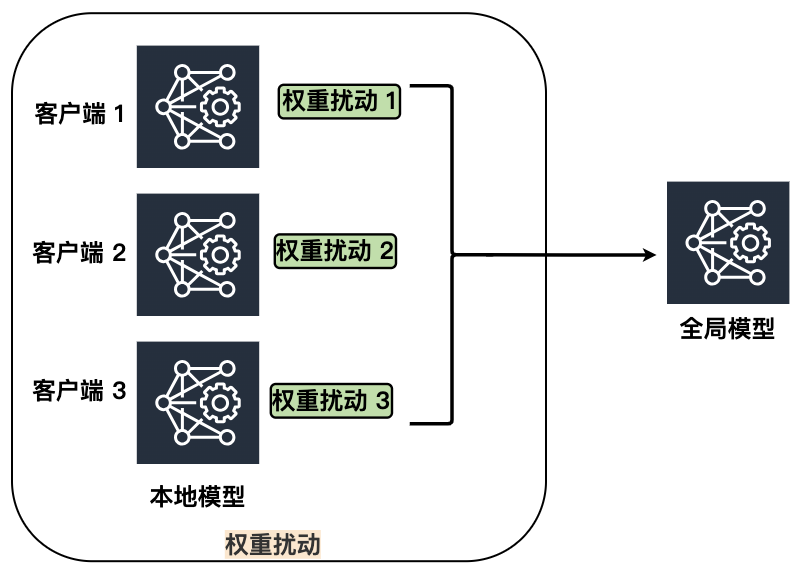 客户端 1
权重扰动 1
客户端 2
权重扰动 2
全局模型
客户端 3
权重扰动 3
本地模型
权重扰动